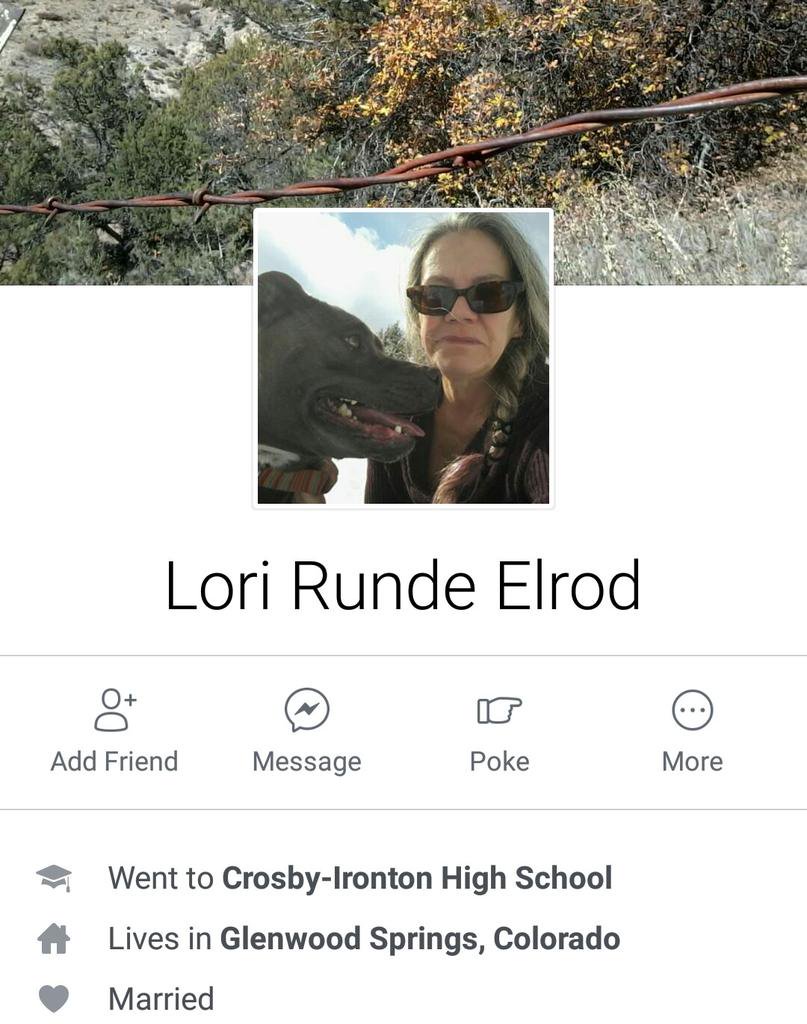 Lori Runde Elrod
Add Friend Message Poke More
Went to Crosby-Ironton High School
Lives in Glenwood Springs, Colorado
Married